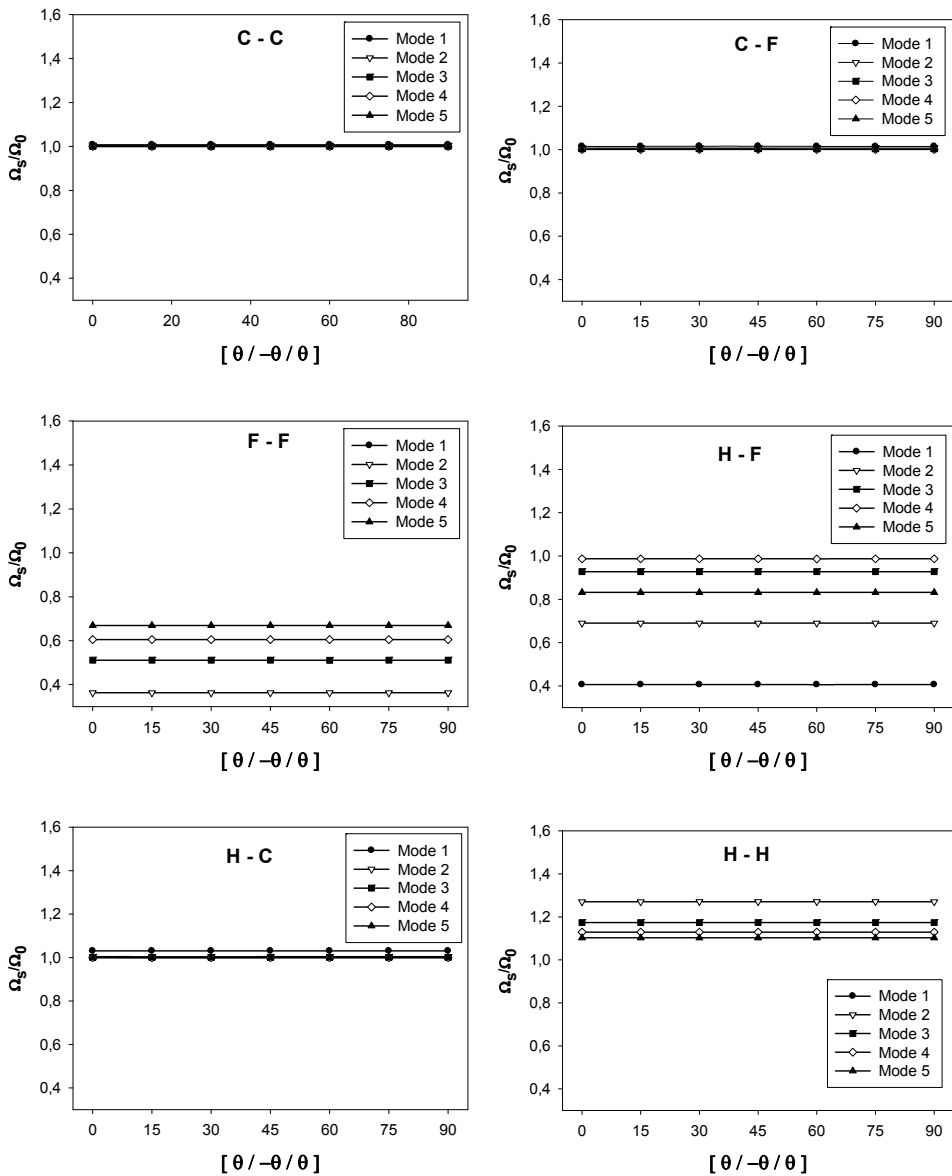 C - C
Mode 1
Mode 2
Mode 3
Mode 4
Mode 5
1,6
1,4
1,2
1,0
0,8
0,6
0,4
Ωs/Ω0
0 20 40 60 80
[ θ / −θ / θ ]
C - F
Mode 1
Mode 2
Mode 3
Mode 4
Mode 5
1,6
1,4
1,2
1,0
0,8
0,6
0,4
Ωs/Ω0
0 15 30 45 60 75 90
[ θ / −θ / θ ]
F - F
Mode 1
Mode 2
Mode 3
Mode 4
Mode 5
1,6
1,4
1,2
1,0
0,8
0,6
0,4
Ωs/Ω0
0 15 30 45 60 75 90
[ θ / −θ / θ ]
H - F
Mode 1
Mode 2
Mode 3
Mode 4
Mode 5
1,6
1,4
1,2
1,0
0,8
0,6
0,4
Ωs/Ω0
0 15 30 45 60 75 90
[ θ / −θ / θ ]
H - C
Mode 1
Mode 2
Mode 3
Mode 4
Mode 5
1,6
1,4
1,2
1,0
0,8
0,6
0,4
Ωs/Ω0
0 15 30 45 60 75 90
[ θ / −θ / θ ]
H - H
Mode 1
Mode 2
Mode 3
Mode 4
Mode 5
1,6
1,4
1,2
1,0
0,8
0,6
0,4
Ωs/Ω0
0 15 30 45 60 75 90
[ θ / −θ / θ ]